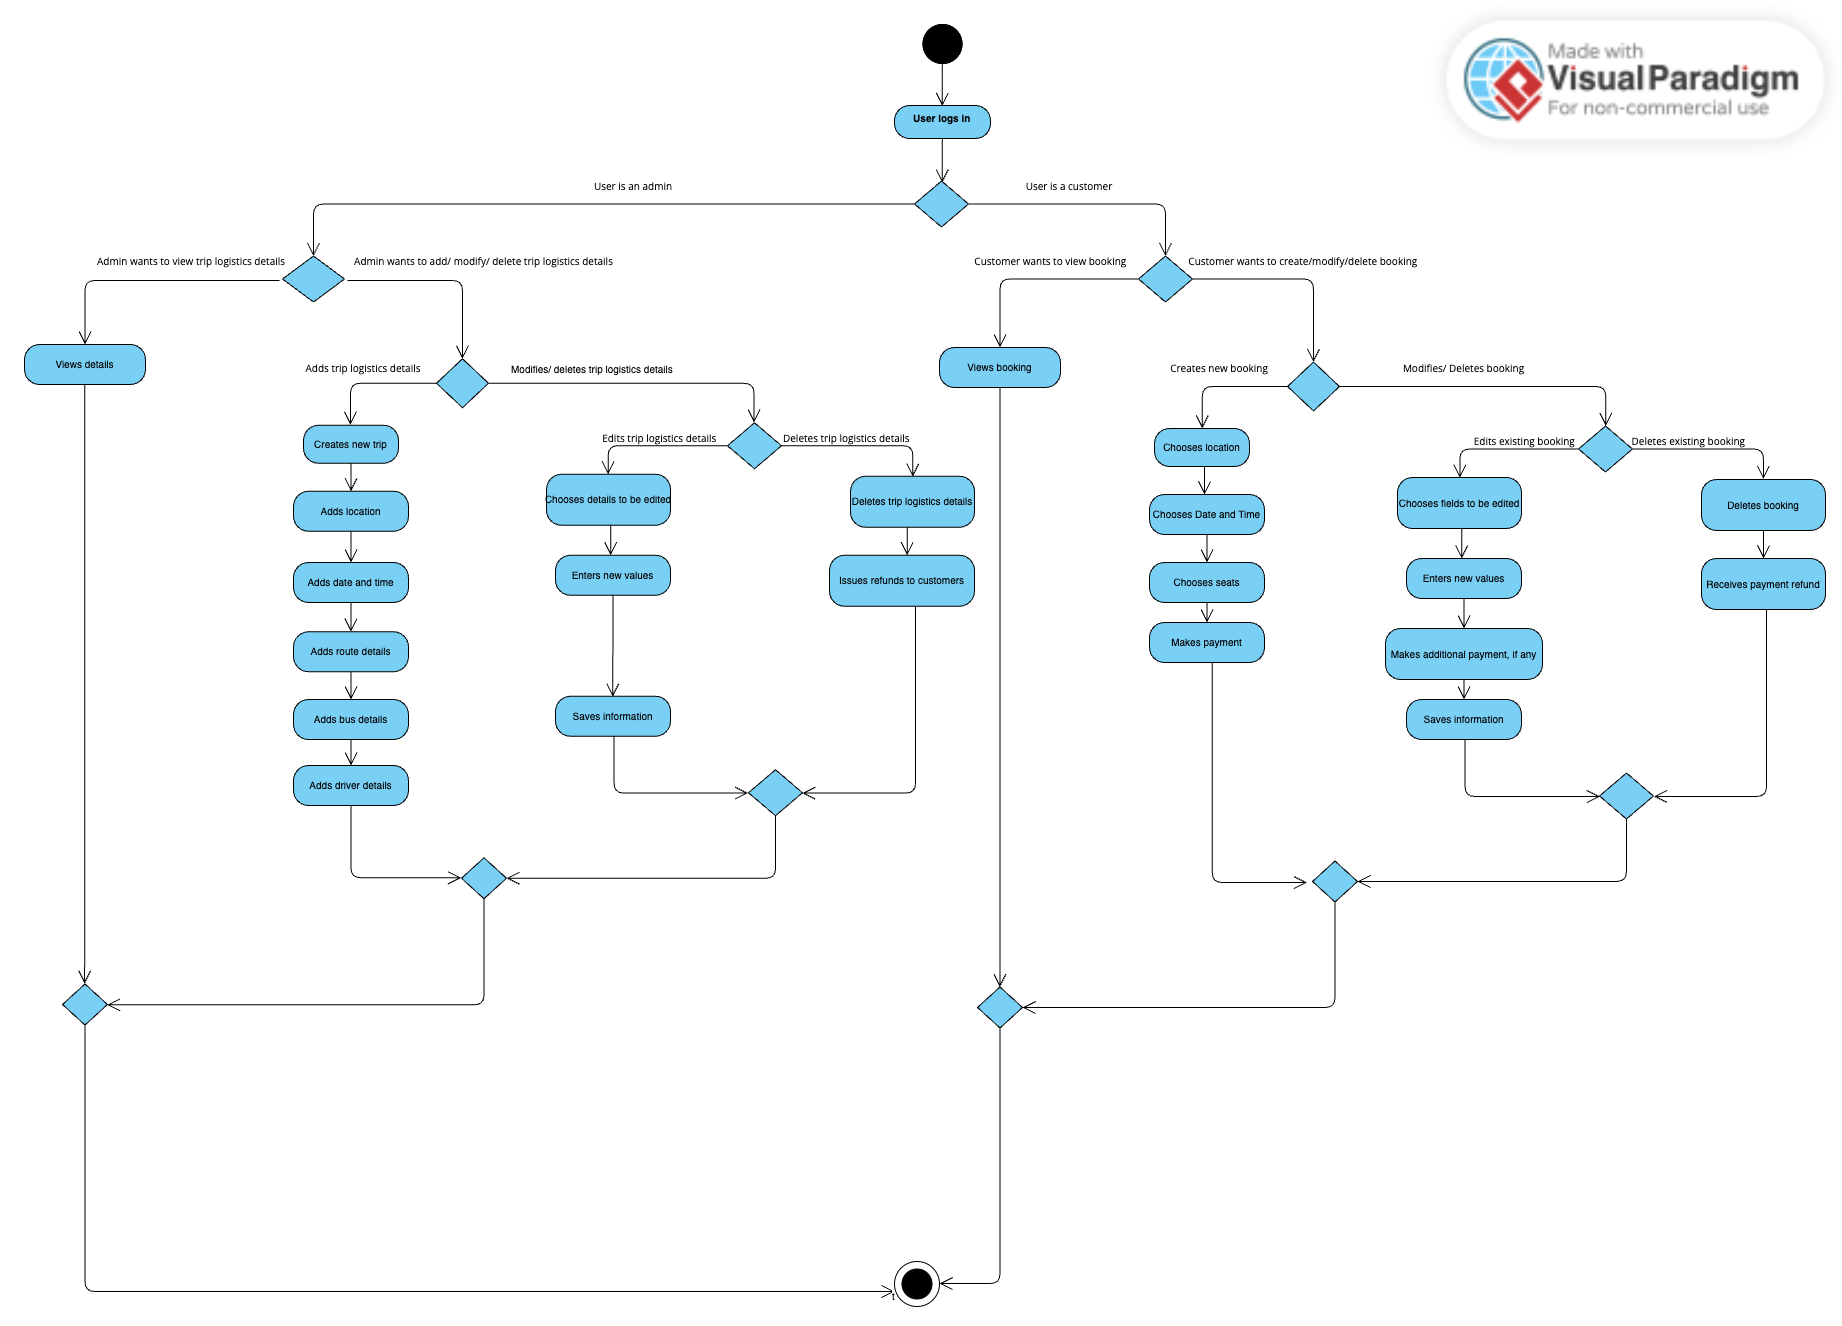 Made with
Visual Paradigm
For non-commercial use
User logs in
User is an admin
User is a customer
Admin wants to view trip logistics details
Admin wants to add/ modify/ delete trip logistics details
Customer wants to view booking
Customer wants to create/modify/delete booking
Views details
Adds trip logistics details
Modifies/ deletes trip logistics details
Views booking
Creates new booking
Modifies/ Deletes booking
Creates new trip
Edits trip logistics details
Deletes trip logistics details
Chooses location
Edits existing booking
Deletes existing booking
Adds location
Chooses details to be edited
Deletes trip logistics details
Chooses Date and Time
Chooses fields to be edited
Deletes booking
Adds date and time
Enters new values
Issues refunds to customers
Chooses seats
Enters new values
Receives payment refund
Adds route details
Makes payment
Makes additional payment, if any
Adds bus details
Saves information
Saves information
Adds driver details
t